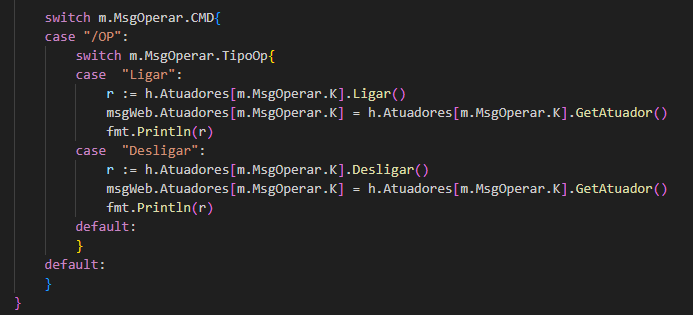 switch m.MsgOperar.CMD{
case "/OP":
switch m.MsgOperar.TipoOp{
case  "Ligar":
r := h.Atuadores[m.MsgOperar.K].Ligar()
msgWeb.Atuadores[m.MsgOperar.K] = h.Atuadores[m.MsgOperar.K].GetAtuador()
fmt.Println(r)
case  "Desligar":
r := h.Atuadores[m.MsgOperar.K].Desligar()
msgWeb.Atuadores[m.MsgOperar.K] = h.Atuadores[m.MsgOperar.K].GetAtuador()
fmt.Println(r)
default:
}
default:
}
}